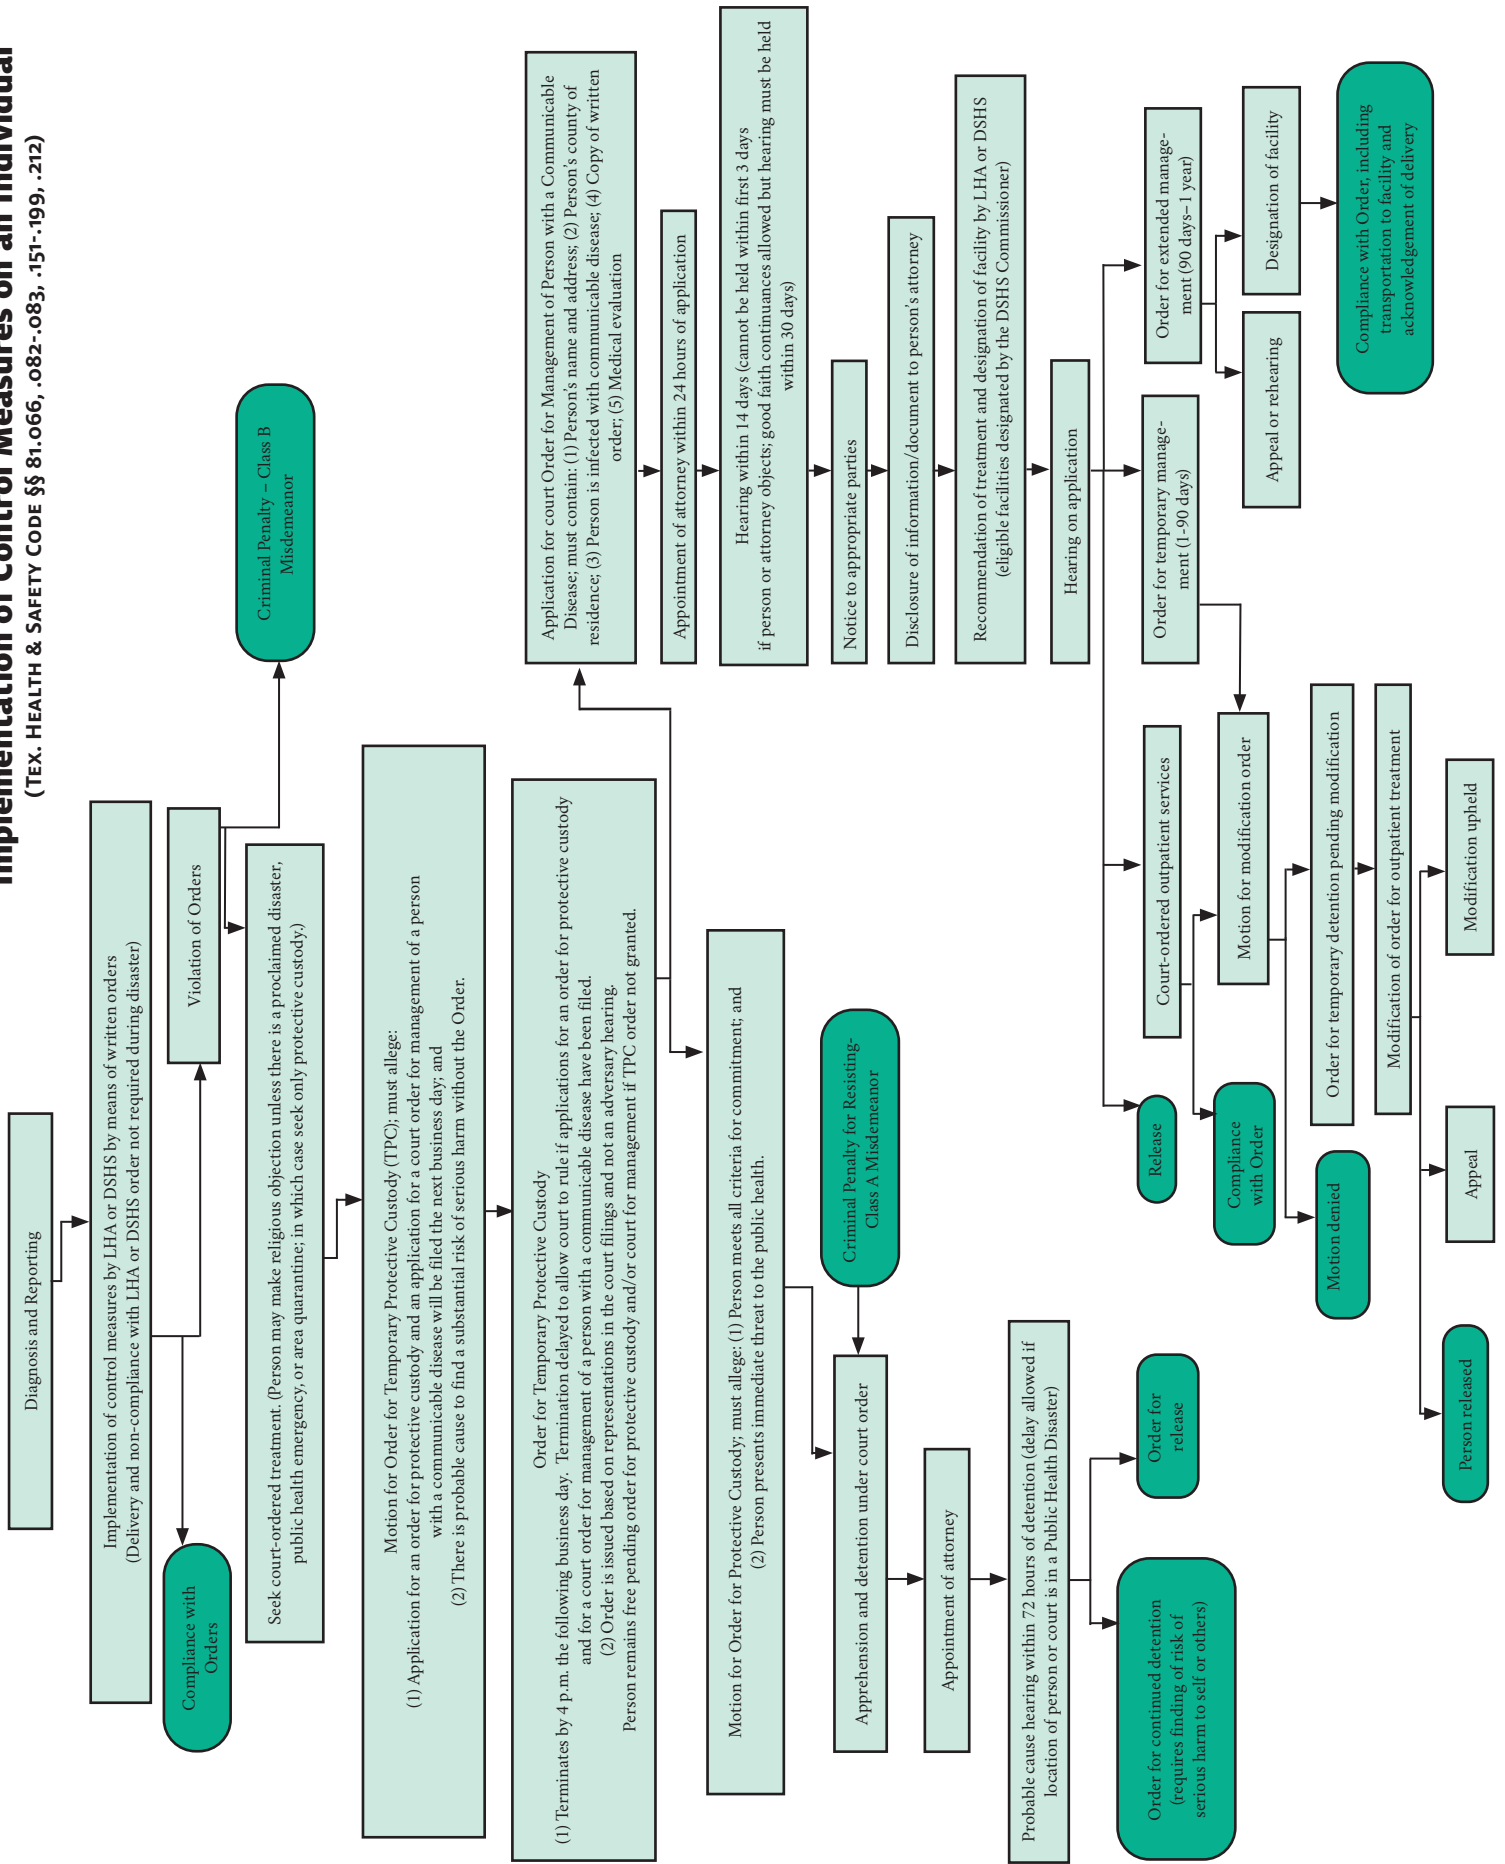 Implementation of Control Measures on an Individual
(Tex. Health & Safety Code §§ 81.066, .082-.083, .151-.199, .212)
Diagnosis and Reporting
Implementation of control measures by LHA or DSHS by means of written orders
(Delivery and non-compliance with LHA or DSHS order not required during disaster)
Compliance with
Orders
Violation of Orders
Criminal Penalty – Class B
Misdemeanor
Seek court-ordered treatment. (Person may make religious objection unless there is a proclaimed disaster,
public health emergency, or area quarantine; in which case seek only protective custody.)
Motion for Order for Temporary Protective Custody (TPC); must allege:
(1) Application for an order for protective custody and an application for a court order for management of a person
with a communicable disease will be filed the next business day; and
(2) There is probable cause to find a substantial risk of serious harm without the Order.
Order for Temporary Protective Custody
(1) Terminates by 4 p.m. the following business day. Termination delayed to allow court to rule if applications for an order for protective custody
and for a court order for management of a person with a communicable disease have been filed.
(2) Order is issued based on representations in the court filings and not an adversary hearing.
Person remains free pending order for protective custody and/or court for management if TPC order not granted.
Motion for Order for Protective Custody; must allege: (1) Person meets all criteria for commitment; and
(2) Person presents immediate threat to the public health.
Criminal Penalty for Resisting-
Class A Misdemeanor
Apprehension and detention under court order
Appointment of attorney
Probable cause hearing within 72 hours of detention (delay allowed if
location of person or court is in a Public Health Disaster)
Order for continued detention
(requires finding of risk of
serious harm to self or others)
Order for
release
Application for court Order for Management of Person with a Communicable
Disease; must contain: (1) Person's name and address; (2) Person's county of
residence; (3) Person is infected with communicable disease; (4) Copy of written
order; (5) Medical evaluation
Appointment of attorney within 24 hours of application
Hearing within 14 days (cannot be held within first 3 days
if person or attorney objects; good faith continuances allowed but hearing must be held
within 30 days)
Notice to appropriate parties
Disclosure of information/document to person's attorney
Recommendation of treatment and designation of facility by LHA or DSHS
(eligible facilities designated by the DSHS Commissioner)
Hearing on application
Release
Court-ordered outpatient services
Order for temporary manage-
ment (1-90 days)
Order for extended manage-
ment (90 days–1 year)
Compliance
with Order
Motion for modification order
Appeal or rehearing
Designation of facility
Motion denied
Order for temporary detention pending modification
Compliance with Order, including
transportation to facility and
acknowledgement of delivery
Modification of order for outpatient treatment
Person released
Appeal
Modification upheld